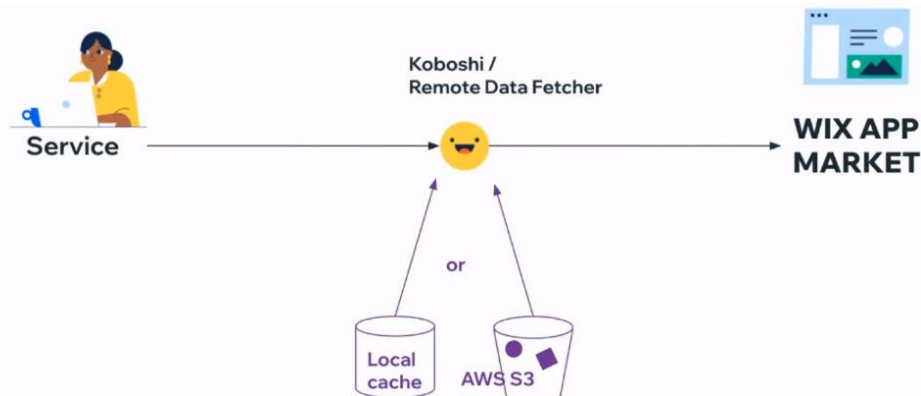 Koboshi /
Remote Data Fetcher
Service
WIX APP
MARKET
or
Local
cache
AWS S3